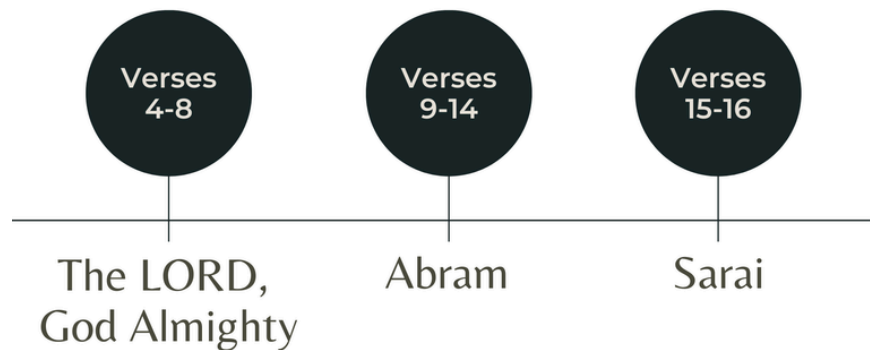 Verses
4-8
Verses
9-14
Verses
15-16
The LORD,
God Almighty
Abram
Sarai